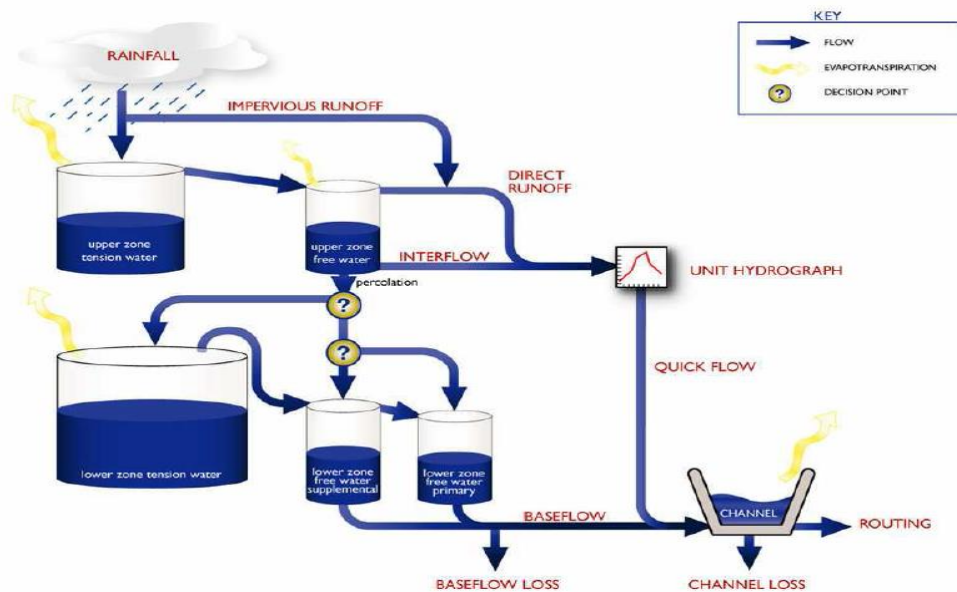 KEY
FLOW
EVAPOTRANSPIRATION
?
DECISION POINT
RAINFALL
IMPERVIOUS RUNOFF
DIRECT
RUNOFF
upper zone
tension water
upper zone
free water
INTERFLOW
UNIT HYDROGRAPH
percolation
?
?
QUICK FLOW
lower zone tension water
lower zone
free water
supplemental
lower zone
free water
primary
BASEFLOW
CHANNEL
ROUTING
BASEFLOW LOSS
CHANNEL LOSS